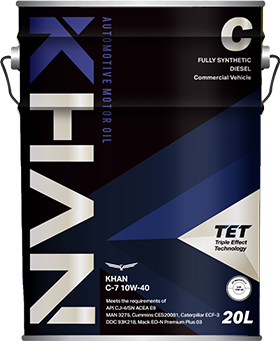 KHAN
AUTOMOTIVE MOTOR OIL
C
FULLY SYNTHETIC
DIESEL
Commercial Vehicle
TET
Triple Effect
Technology
KHAN
C-7 10W-40
Meets the requirements of
API CJ-4/SN ACEA E9
MAN 3275, Cummins CES20081, Caterpillar ECF-3
DDC 93K218, Mack EO-N Premium Plus 03
20L